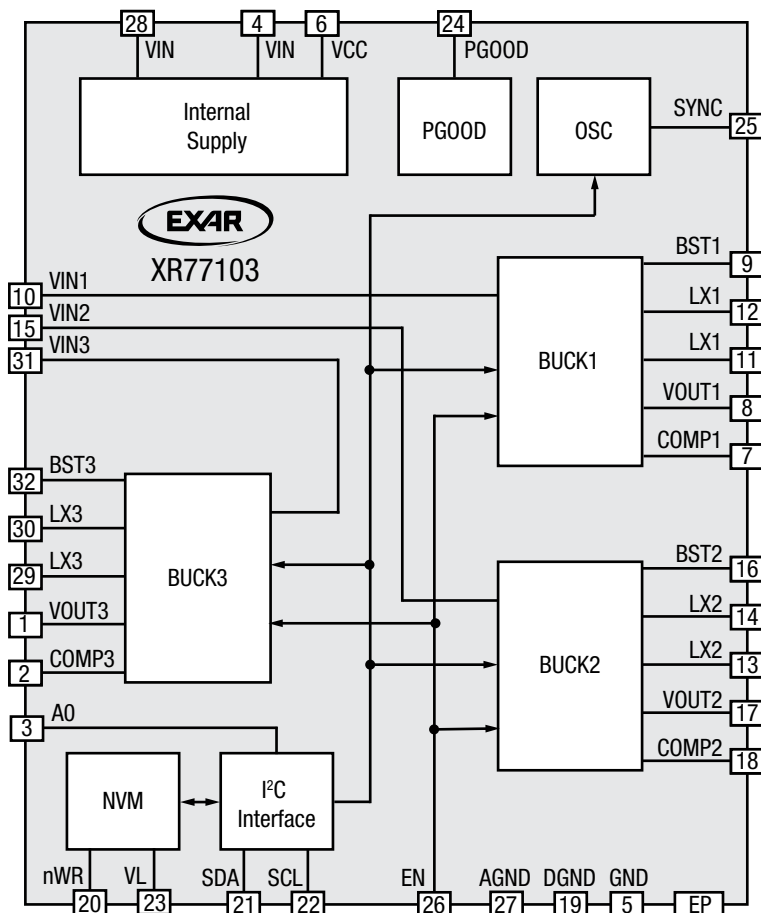 28 4 6 24
VIN VIN VCC PGOOD
Internal
Supply
PGOOD
OSC
SYNC
25
EXAR
XR77103
10 VIN1
15 VIN2
31 VIN3
BUCK1
BST1
9
LX1
12
LX1
11
VOUT1
8
COMP1
7
32 BST3
30 LX3
29 LX3
1 VOUT3
2 COMP3
BUCK3
BUCK2
BST2
16
LX2
14
LX2
13
VOUT2
17
COMP2
18
3 A0
NVM
I²C
Interface
nWR VL SDA SCL EN AGND DGND GND
20 23 21 22 26 27 19 5 EP